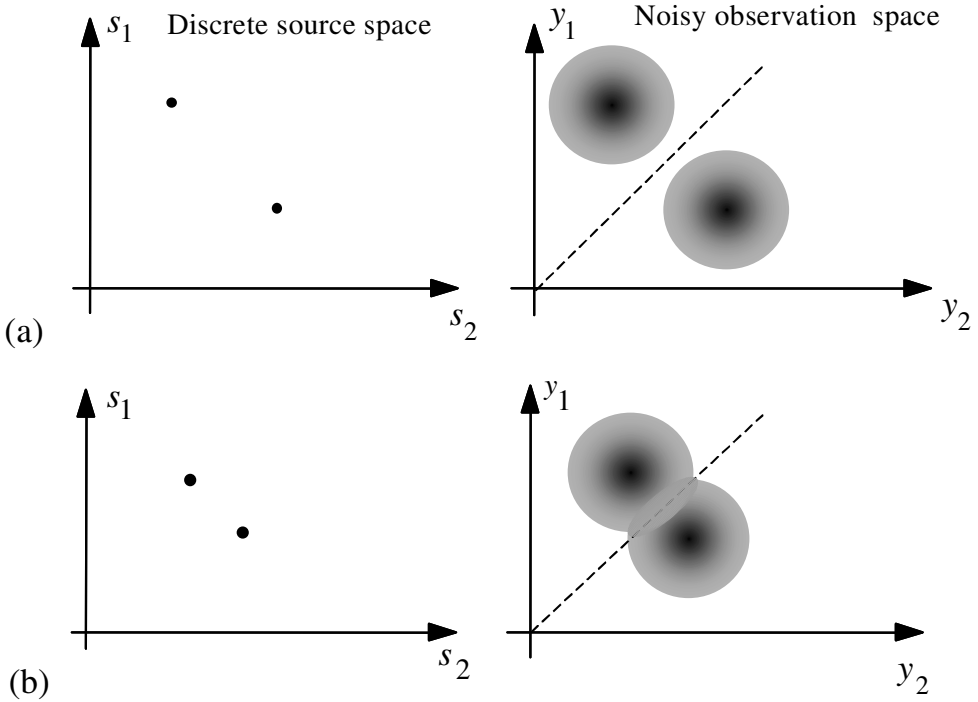 s1 Discrete source space
s2
y1 Noisy observation space
y2
(a)
s1
s2
y1
y2
(b)